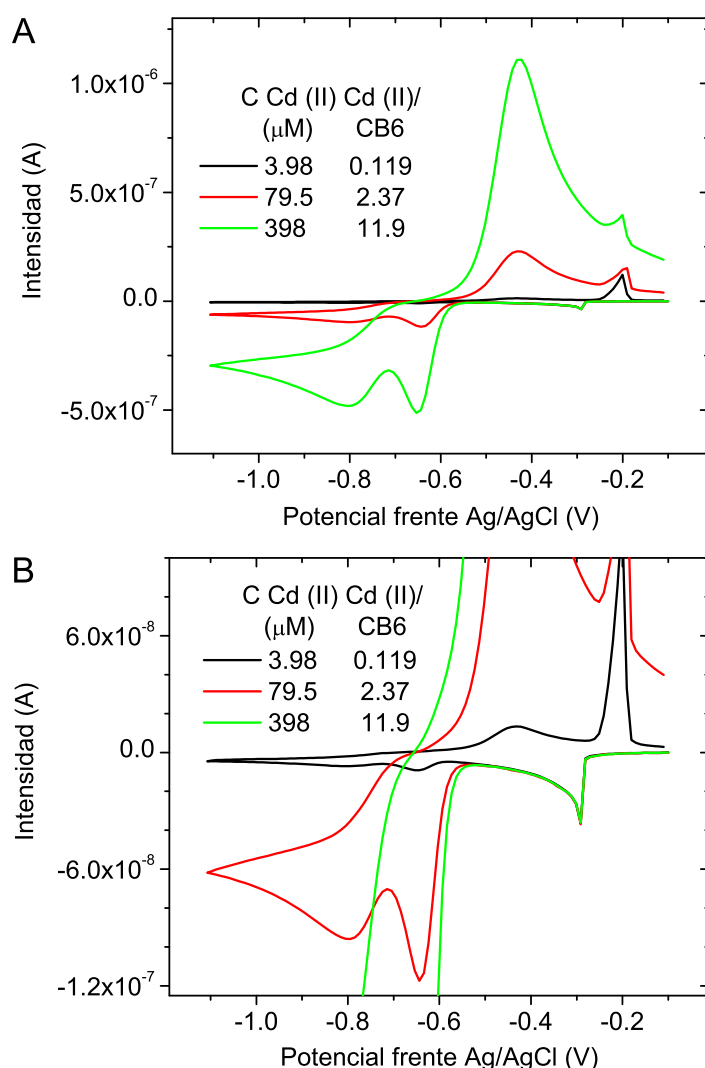 A
C Cd (II) Cd (II)/
(μM) CB6
3.98 0.119
79.5 2.37
398 11.9
1.0x10⁻⁶
5.0x10⁻⁷
0.0
-5.0x10⁻⁷
Intensidad (A)
-1.0 -0.8 -0.6 -0.4 -0.2
Potencial frente Ag/AgCl (V)
B
C Cd (II) Cd (II)/
(μM) CB6
3.98 0.119
79.5 2.37
398 11.9
6.0x10⁻⁸
0.0
-6.0x10⁻⁸
-1.2x10⁻⁷
Intensidad (A)
-1.0 -0.8 -0.6 -0.4 -0.2
Potencial frente Ag/AgCl (V)